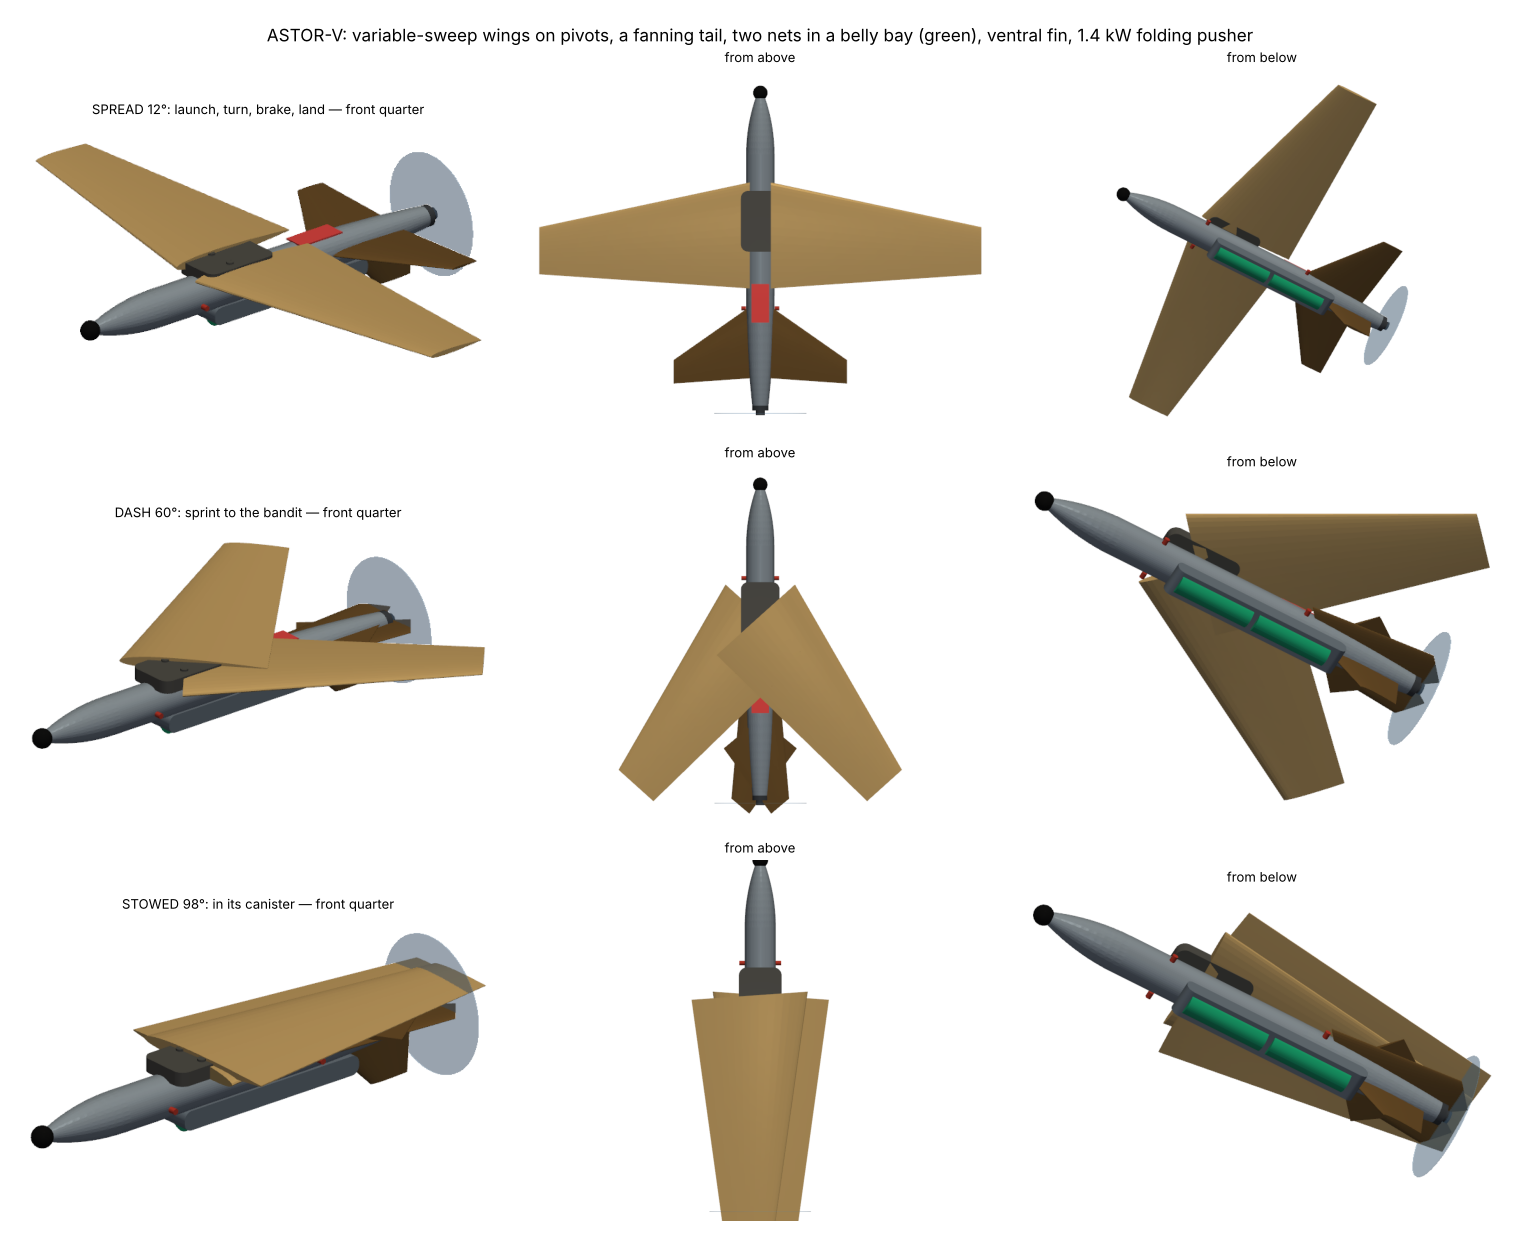 ASTOR-V: variable-sweep wings on pivots, a fanning tail, two nets in a belly bay (green), ventral fin, 1.4 kW folding pusher
SPREAD 12°: launch, turn, brake, land — front quarter
from above
from below
DASH 60°: sprint to the bandit — front quarter
from above
from below
STOWED 98°: in its canister — front quarter
from above
from below